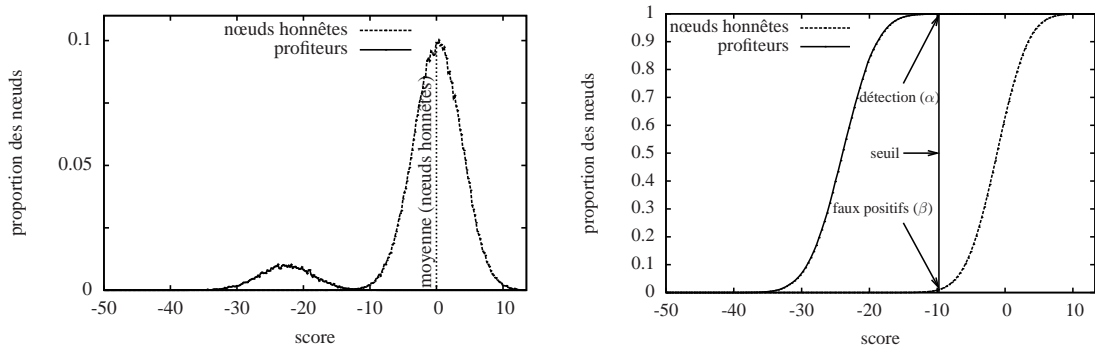 nœuds honnêtes
profiteurs
proportion des nœuds
0.1
0.05
0
moyenne (nœuds honnêtes)
-50
-40
-30
-20
-10
0
10
score
nœuds honnêtes
profiteurs
proportion des nœuds
1
0.9
0.8
0.7
0.6
0.5
0.4
0.3
0.2
0.1
0
détection (α)
seuil
faux positifs (β)
-50
-40
-30
-20
-10
0
10
score